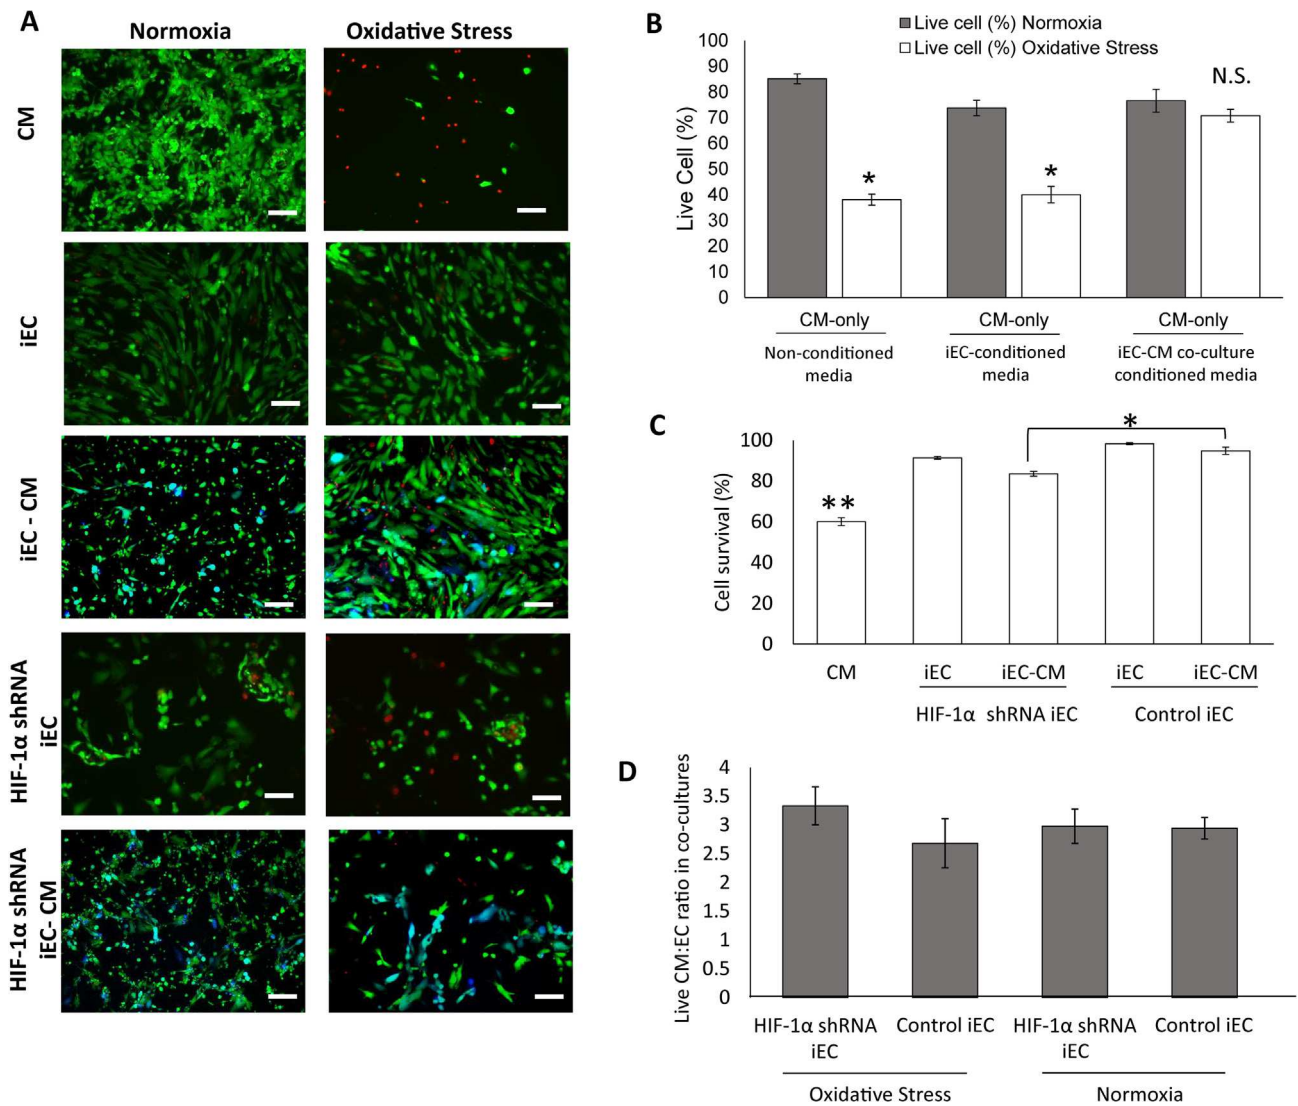 A
Normoxia
Oxidative Stress
CM
iEC
iEC - CM
HIF-1α shRNA
iEC
HIF-1α shRNA
iEC- CM
B
Live cell (%) Normoxia
Live cell (%) Oxidative Stress
Live Cell (%)
100
90
80
70
60
50
40
30
20
10
0
*
*
N.S.
CM-only
CM-only
CM-only
Non-conditioned
media
iEC-conditioned
media
iEC-CM co-culture
conditioned media
C
Cell survival (%)
100
80
60
40
20
0
**
*
CM
iEC
iEC-CM
iEC
iEC-CM
HIF-1α shRNA iEC
Control iEC
D
Live CM:EC ratio in co-cultures
4
3.5
3
2.5
2
1.5
1
0.5
0
HIF-1α shRNA
iEC
Control iEC
HIF-1α shRNA
iEC
Control iEC
Oxidative Stress
Normoxia